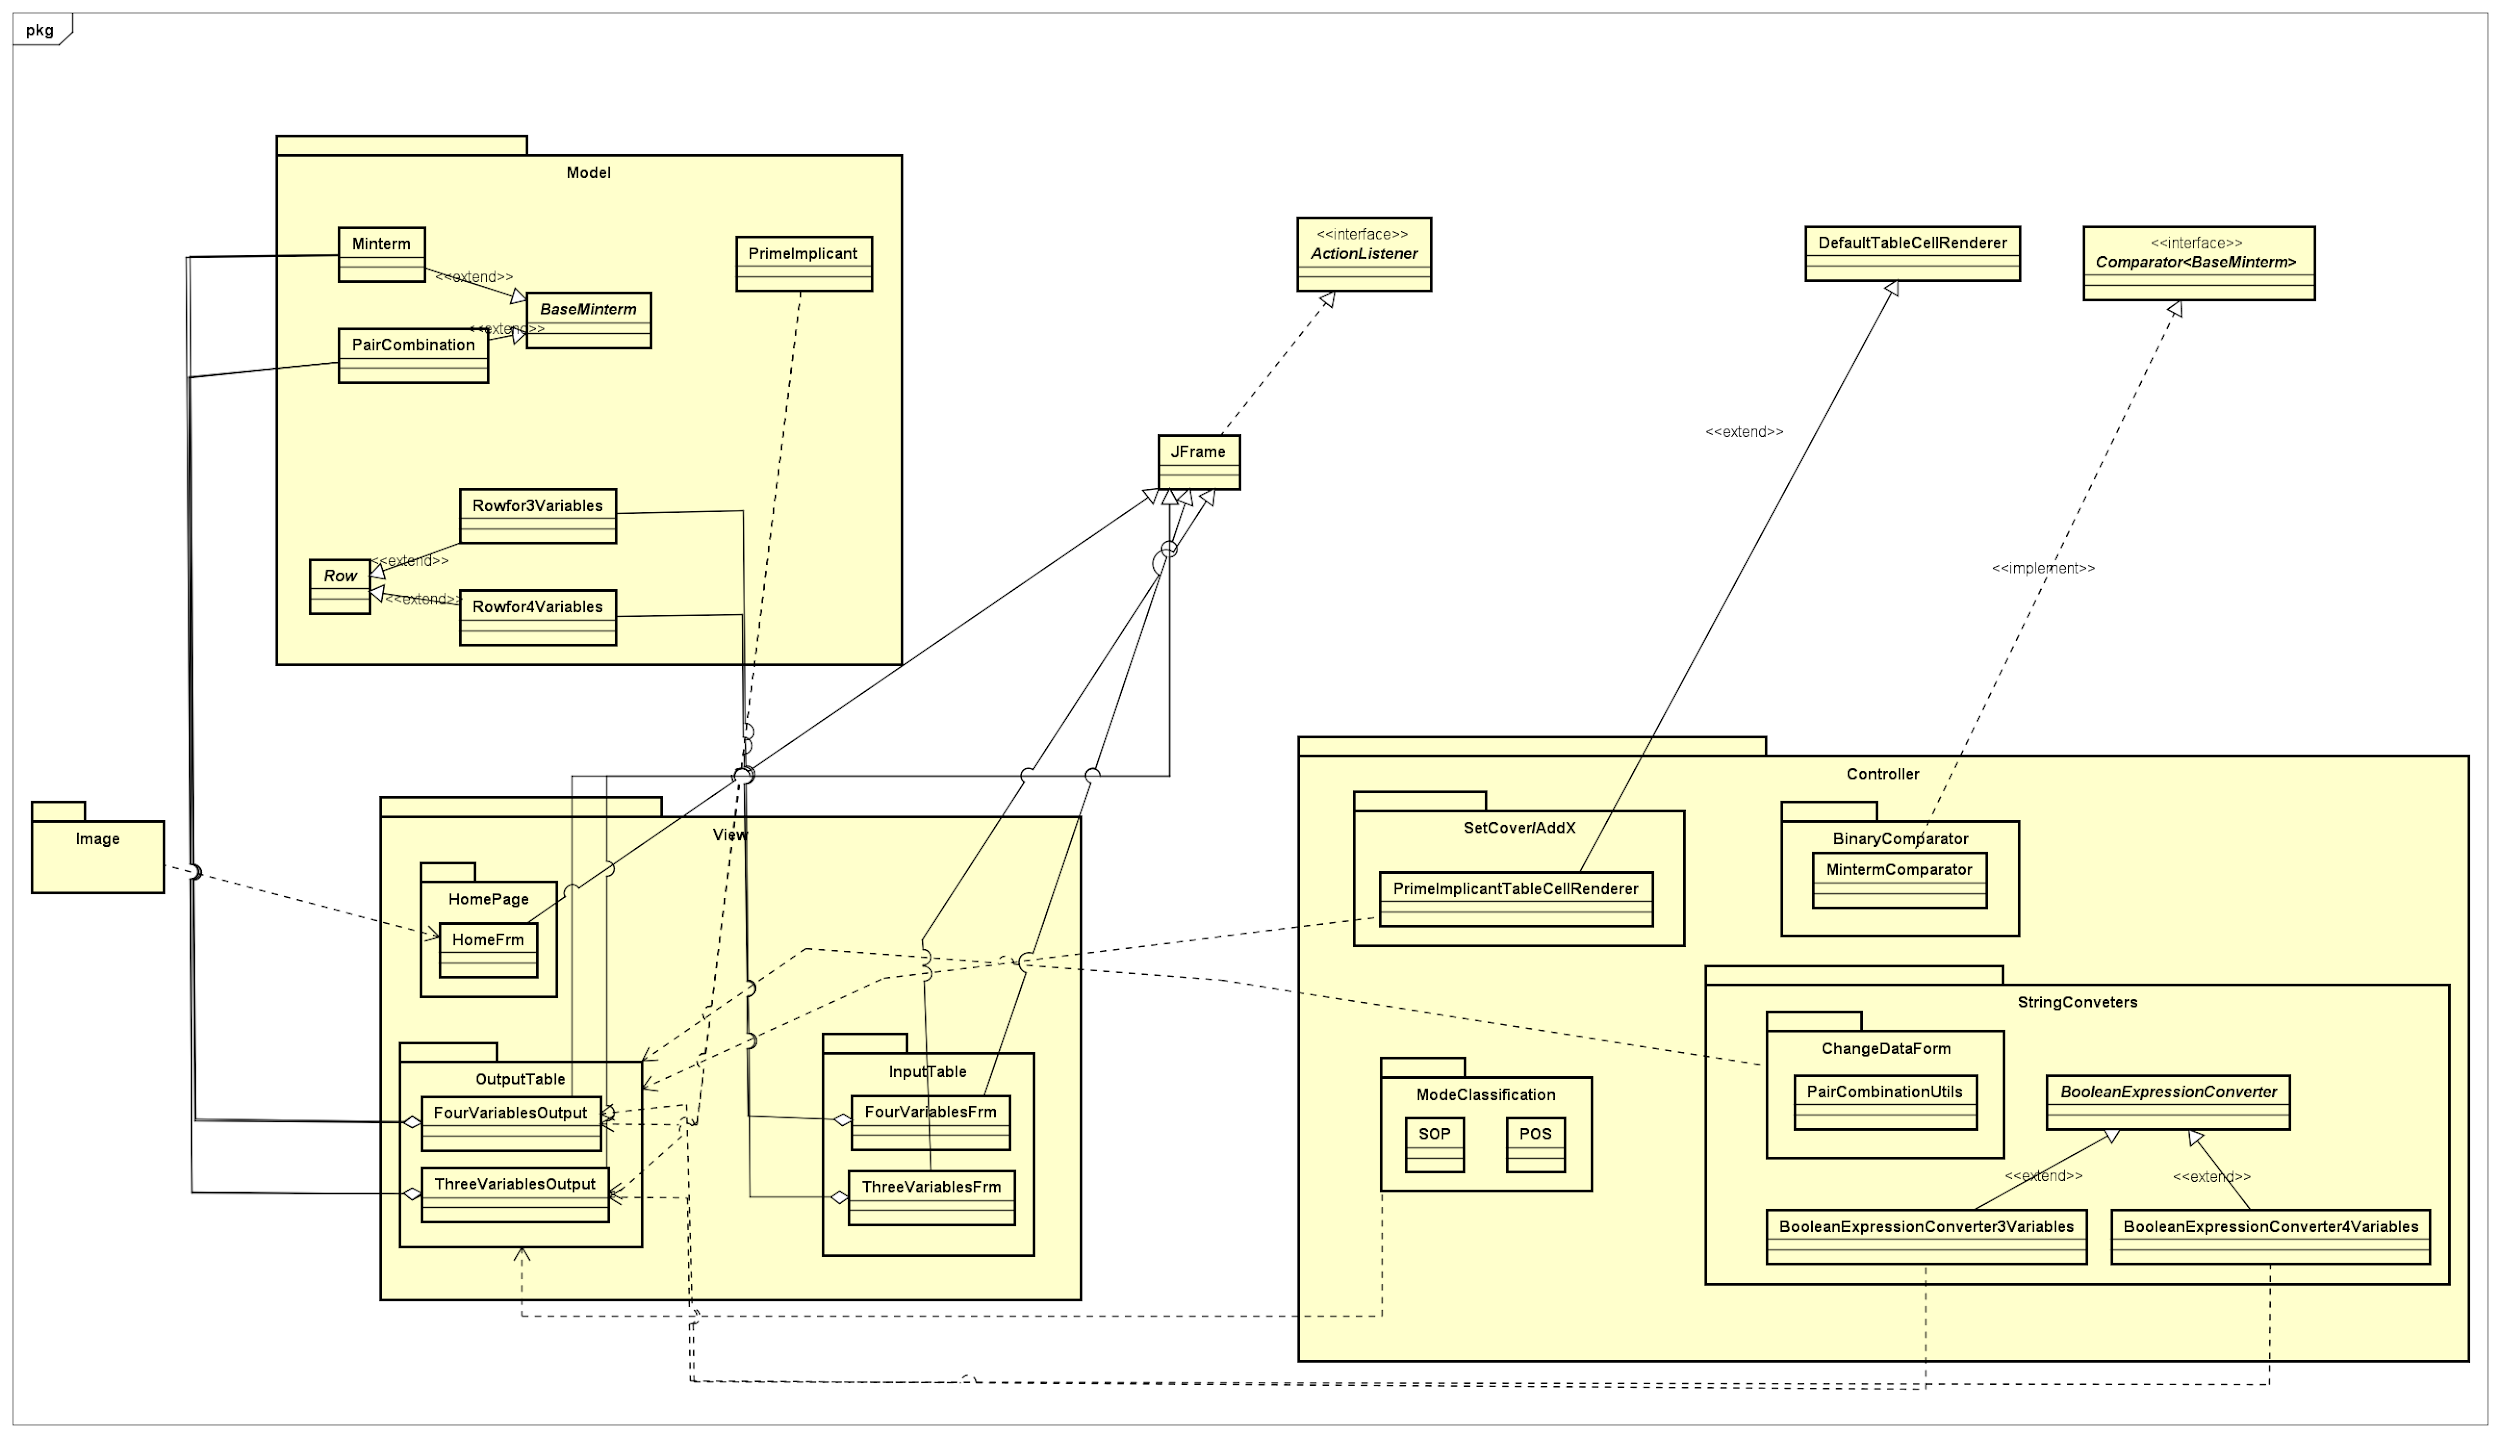 pkg
Model
Minterm
<<extend>>
BaseMinterm
PrimeImplicant
<<extend>>
PairCombination
Rowfor3Variables
<<extend>>
Row
<<extend>>
Rowfor4Variables
<<interface>>
ActionListener
JFrame
DefaultTableCellRenderer
<<interface>>
Comparator<BaseMinterm>
<<extend>>
<<implement>>
Image
View
HomePage
HomeFrm
OutputTable
FourVariablesOutput
ThreeVariablesOutput
InputTable
FourVariablesFrm
ThreeVariablesFrm
Controller
SetCover/AddX
PrimeImplicantTableCellRenderer
BinaryComparator
MintermComparator
StringConveters
ChangeDataForm
PairCombinationUtils
BooleanExpressionConverter
ModeClassification
SOP
POS
<<extend>>
<<extend>>
BooleanExpressionConverter3Variables
BooleanExpressionConverter4Variables